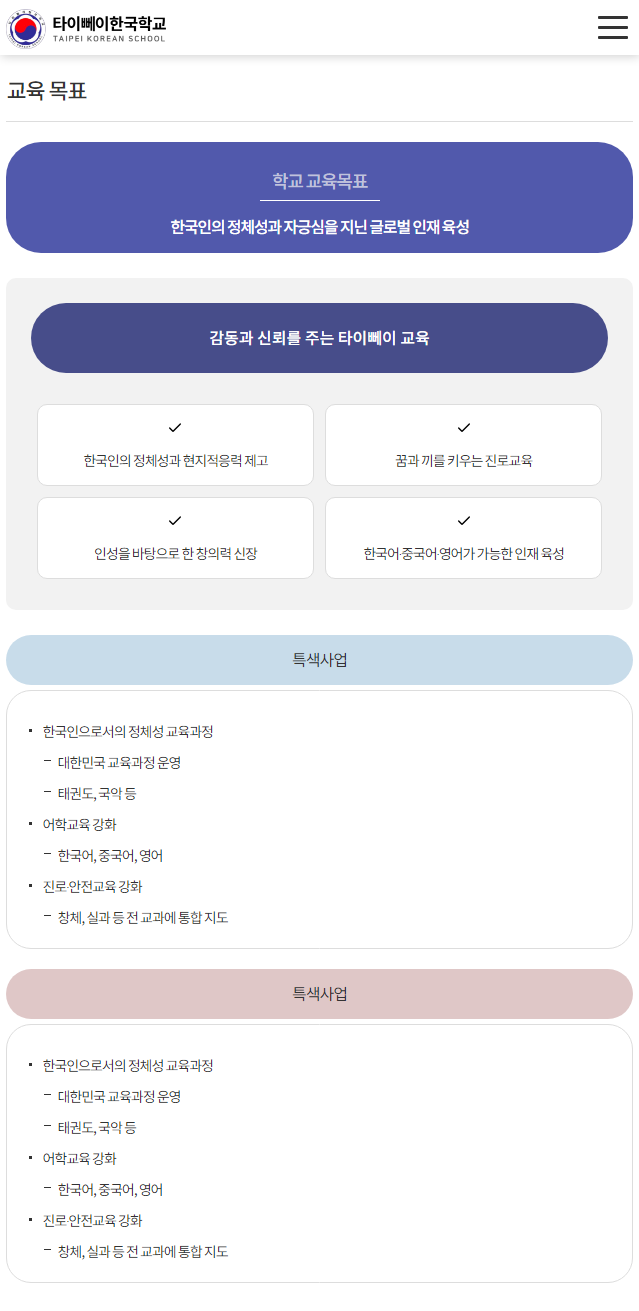 타이뻬이한국학교
TAIPEI KOREAN SCHOOL
교육 목표
학교 교육목표
한국인의 정체성과 자긍심을 지닌 글로벌 인재 육성
감동과 신뢰를 주는 타이뻬이 교육
한국인의 정체성과 현지적응력 제고
꿈과 끼를 키우는 진로교육
인성을 바탕으로 한 창의력 신장
한국어·중국어·영어가 가능한 인재 육성
특색사업
한국인으로서의 정체성 교육과정
대한민국 교육과정 운영
태권도, 국악 등
어학교육 강화
한국어, 중국어, 영어
진로·안전교육 강화
창체, 실과 등 전 교과에 통합 지도
특색사업
한국인으로서의 정체성 교육과정
대한민국 교육과정 운영
태권도, 국악 등
어학교육 강화
한국어, 중국어, 영어
진로·안전교육 강화
창체, 실과 등 전 교과에 통합 지도